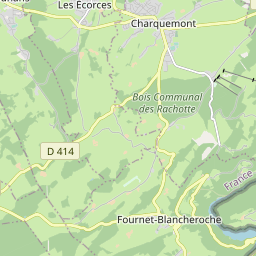 Les Écorces
Charquemont
Bois Communal
des Rachotte
D 414
France
Fournet-Blancheroche